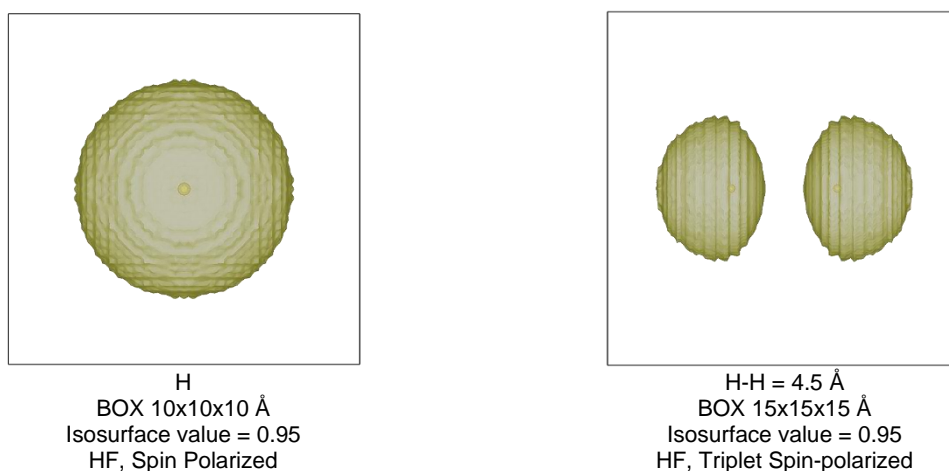 H
BOX 10x10x10 Å
Isosurface value = 0.95
HF, Spin Polarized
H-H = 4.5 Å
BOX 15x15x15 Å
Isosurface value = 0.95
HF, Triplet Spin-polarized